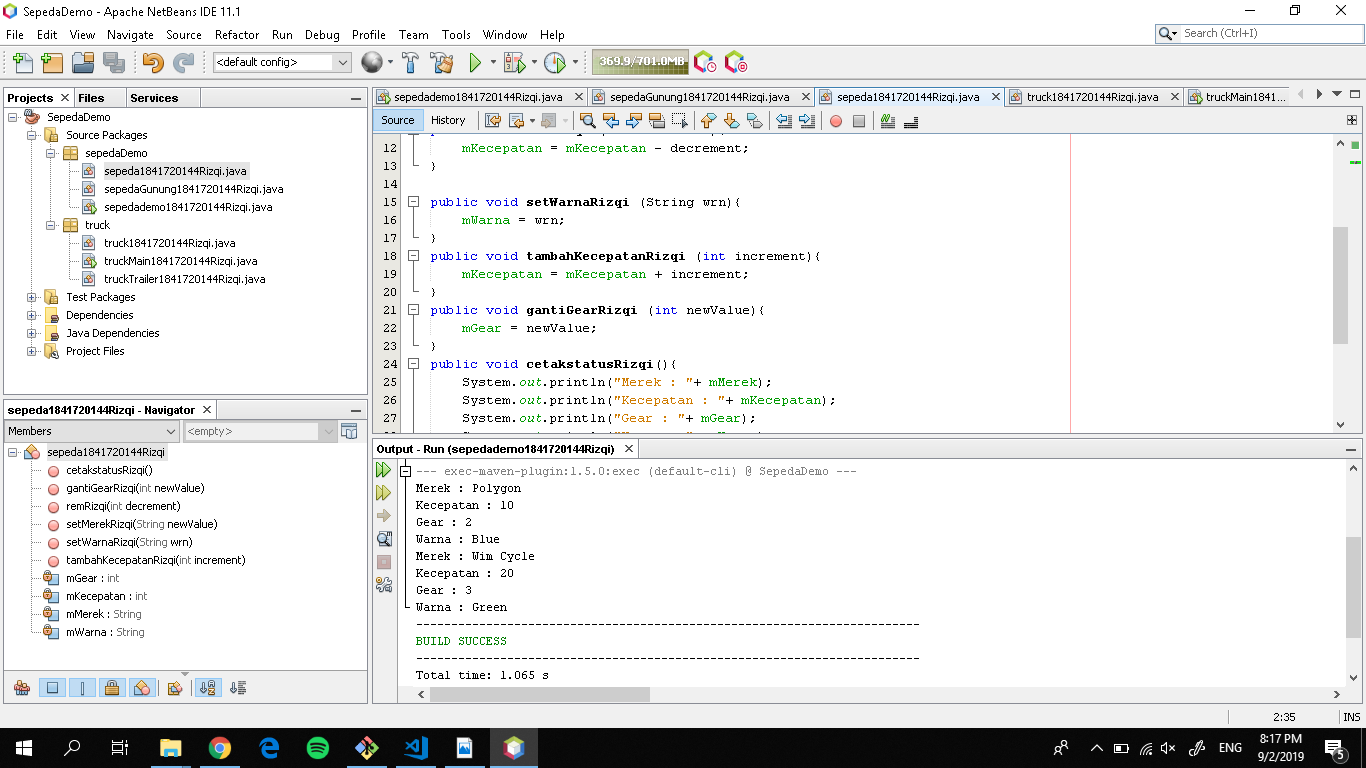 SepedaDemo - Apache NetBeans IDE 11.1
File Edit View Navigate Source Refactor Run Debug Profile Team Tools Window Help
Search (Ctrl+I)
<default config>
369.9/701.0MB
Projects Files Services
SepedaDemo
Source Packages
sepedaDemo
sepeda1841720144Rizqi.java
sepedaGunung1841720144Rizqi.java
sepedademo1841720144Rizqi.java
truck
truck1841720144Rizqi.java
truckMain1841720144Rizqi.java
truckTrailer1841720144Rizqi.java
Test Packages
Dependencies
Java Dependencies
Project Files
sepeda1841720144Rizqi - Navigator
Members
<empty>
sepeda1841720144Rizqi
cetakstatusRizqi()
gantiGearRizqi(int newValue)
remRizqi(int decrement)
setMerekRizqi(String newValue)
setWarnaRizqi(String wrn)
tambahKecepatanRizqi(int increment)
mGear : int
mKecepatan : int
mMerek : String
mWarna : String
sepedademo1841720144Rizqi.java sepedaGunung1841720144Rizqi.java sepeda1841720144Rizqi.java truck1841720144Rizqi.java truckMain1841...
Source History
12 mKecepatan = mKecepatan - decrement;
13 }
14
15 public void setWarnaRizqi (String wrn){
16 mWarna = wrn;
17 }
18 public void tambahKecepatanRizqi (int increment){
19 mKecepatan = mKecepatan + increment;
20 }
21 public void gantiGearRizqi (int newValue){
22 mGear = newValue;
23 }
24 public void cetakstatusRizqi(){
25 System.out.println("Merek : "+ mMerek);
26 System.out.println("Kecepatan : "+ mKecepatan);
27 System.out.println("Gear : "+ mGear);
Output - Run (sepedademo1841720144Rizqi)
--- exec-maven-plugin:1.5.0:exec (default-cli) @ SepedaDemo ---
Merek : Polygon
Kecepatan : 10
Gear : 2
Warna : Blue
Merek : Wim Cycle
Kecepatan : 20
Gear : 3
Warna : Green
------------------------------------------------------------------------
BUILD SUCCESS
------------------------------------------------------------------------
Total time: 1.065 s
2:35 INS
ENG
8:17 PM
9/2/2019
5